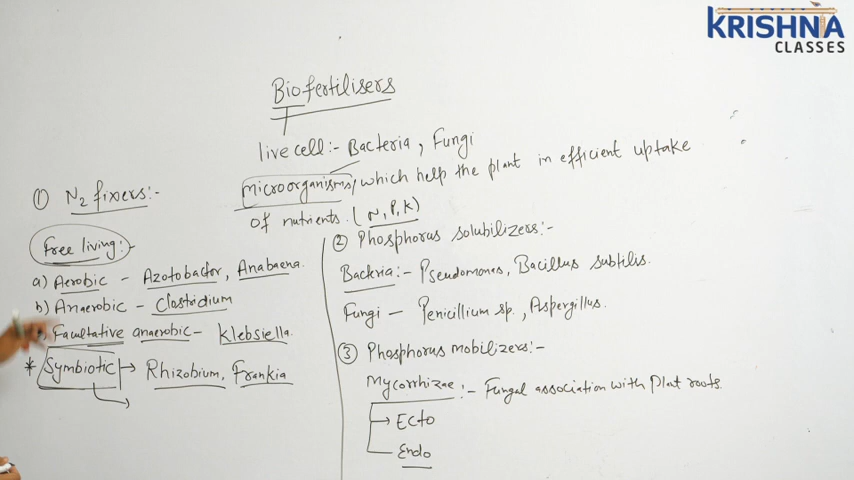 KRISHNA
CLASSES
Biofertilisers
live cell:- Bacteria, Fungi
microorganisms, which help the plant in efficient uptake
of nutrients. (N, P, K)
① N₂ fixers:-
Free living:-
a) Aerobic - Azotobactor, Anabaena.
b) Anaerobic - Clostridium
Facultative anaerobic - Klebsiella.
* Symbiotic → Rhizobium, Frankia
② Phosphorus solubilizers:-
Bacteria:- Pseudomonas, Bacillus subtilis.
Fungi - Penicillium sp., Aspergillus.
③ Phosphorus mobilizers:-
Mycorrhizae:- Fungal association with Plant roots.
→ Ecto
Endo